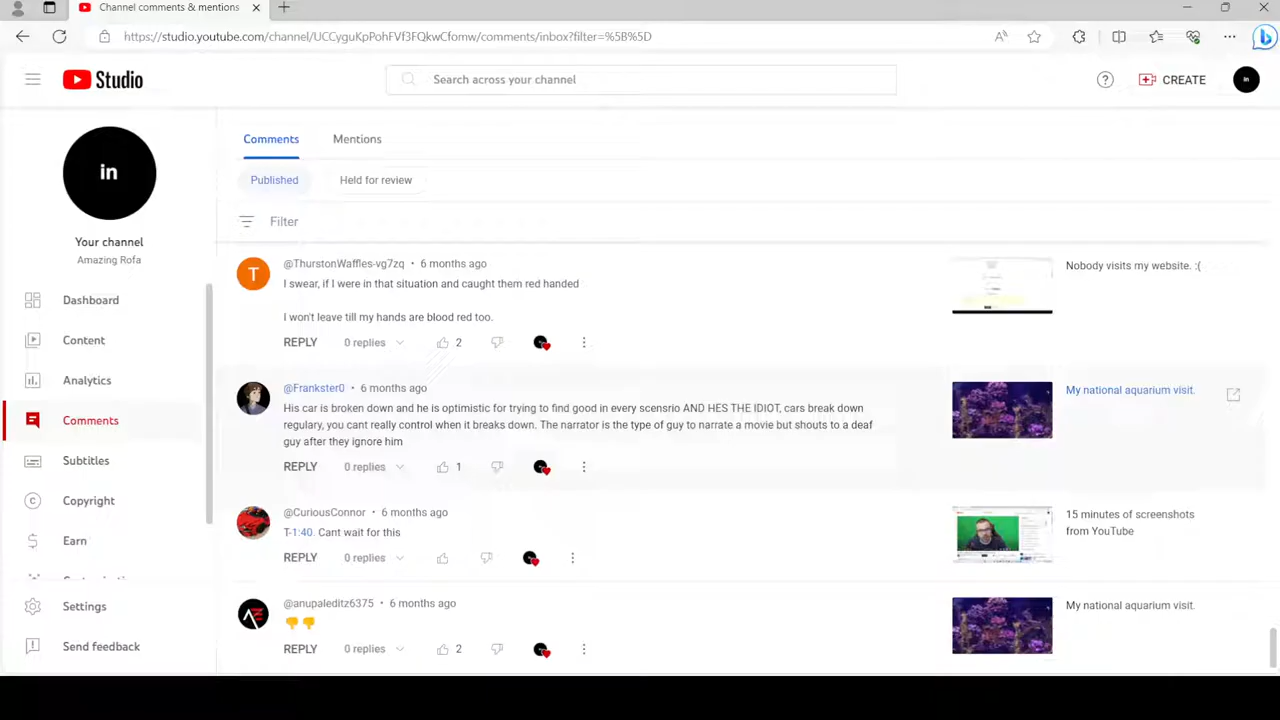 Channel comments & mentions
https://studio.youtube.com/channel/UCCyguKpPohFVf3FQkwCfomw/comments/inbox?filter=%5B%5D
Studio
Search across your channel
CREATE
in
in
Your channel
Amazing Rofa
Dashboard
Content
Analytics
Comments
Subtitles
Copyright
Earn
Settings
Send feedback
Comments Mentions
Published Held for review
Filter
@ThurstonWaffles-vg7zq • 6 months ago
I swear, if I were in that situation and caught them red handed
I won't leave till my hands are blood red too.
REPLY 0 replies 2
Nobody visits my website. :(
@Frankster0 • 6 months ago
His car is broken down and he is optimistic for trying to find good in every scensrio AND HES THE IDIOT, cars break down
regulary, you cant really control when it breaks down. The narrator is the type of guy to narrate a movie but shouts to a deaf
guy after they ignore him
REPLY 0 replies 1
My national aquarium visit.
@CuriousConnor • 6 months ago
T-1:40. Cant wait for this
REPLY 0 replies
15 minutes of screenshots
from YouTube
@anupaleditz6375 • 6 months ago
👎👎
REPLY 0 replies 2
My national aquarium visit.